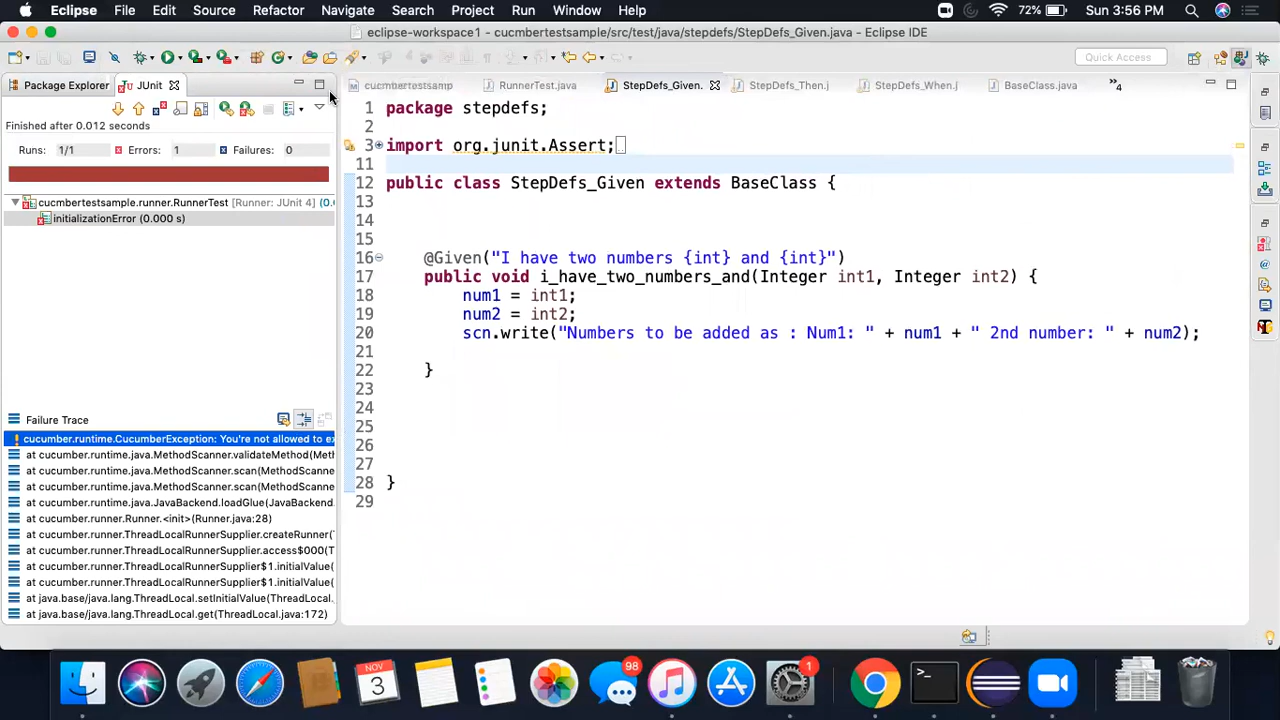 Eclipse File Edit Source Refactor Navigate Search Project Run Window Help 72% Sun 3:56 PM
eclipse-workspace1 - cucmbertestsample/src/test/java/stepdefs/StepDefs_Given.java - Eclipse IDE
Quick Access
Package Explorer JUnit
cucmbertestsamp RunnerTest.java StepDefs_Given. StepDefs_Then.j StepDefs_When.j BaseClass.java »4
Finished after 0.012 seconds
Runs: 1/1 Errors: 1 Failures: 0
cucmbertestsample.runner.RunnerTest [Runner: JUnit 4] (0.0
initializationError (0.000 s)
1 package stepdefs;
2
3 import org.junit.Assert;
11
12 public class StepDefs_Given extends BaseClass {
13
14
15
16 @Given("I have two numbers {int} and {int}")
17 public void i_have_two_numbers_and(Integer int1, Integer int2) {
18 num1 = int1;
19 num2 = int2;
20 scn.write("Numbers to be added as : Num1: " + num1 + " 2nd number: " + num2);
21
22 }
23
24
25
26
27
28 }
29
Failure Trace
cucumber.runtime.CucumberException: You're not allowed to ex
at cucumber.runtime.java.MethodScanner.validateMethod(Meth
at cucumber.runtime.java.MethodScanner.scan(MethodScanne
at cucumber.runtime.java.MethodScanner.scan(MethodScanne
at cucumber.runtime.java.JavaBackend.loadGlue(JavaBackend
at cucumber.runner.Runner.<init>(Runner.java:28)
at cucumber.runner.ThreadLocalRunnerSupplier.createRunner(T
at cucumber.runner.ThreadLocalRunnerSupplier.access$000(T
at cucumber.runner.ThreadLocalRunnerSupplier$1.initialValue(
at cucumber.runner.ThreadLocalRunnerSupplier$1.initialValue(
at java.base/java.lang.ThreadLocal.setInitialValue(ThreadLocal.
at java.base/java.lang.ThreadLocal.get(ThreadLocal.java:172)
NOV
3
98
1